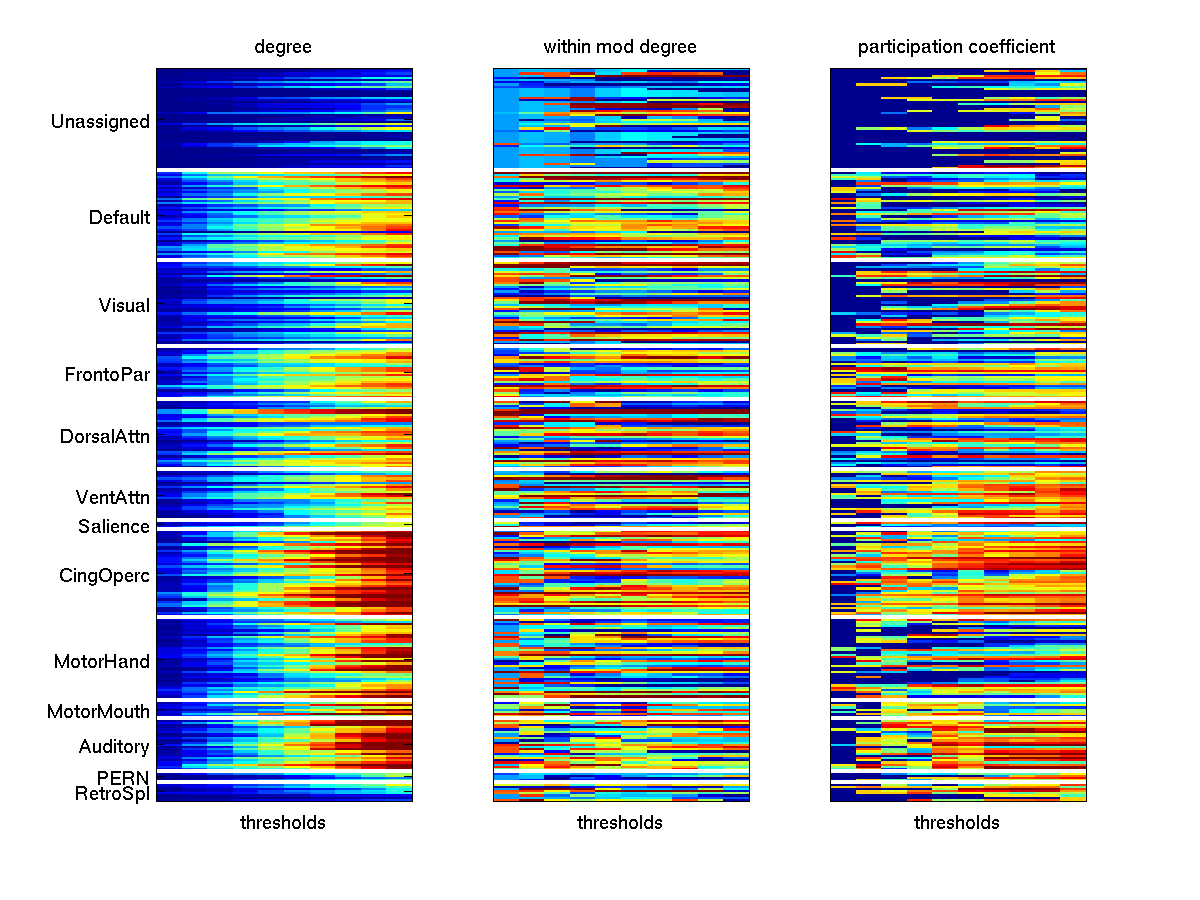 degree
within mod degree
participation coefficient
Unassigned
Default
Visual
FrontoPar
DorsalAttn
VentAttn
Salience
CingOperc
MotorHand
MotorMouth
Auditory
PERN
RetroSpl
thresholds
thresholds
thresholds